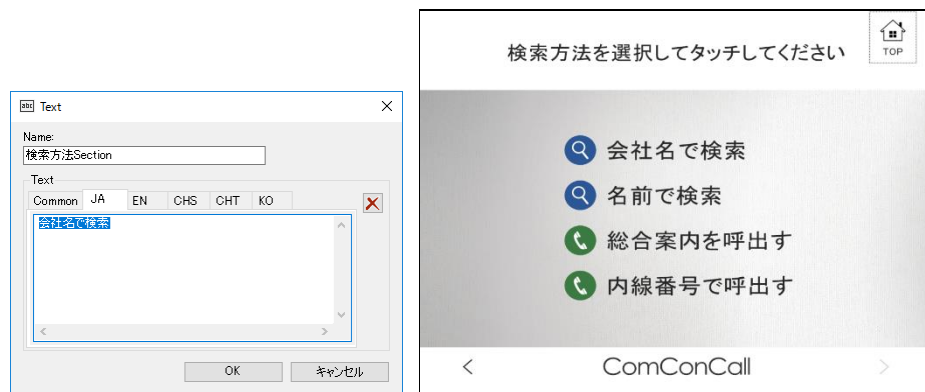 abc Text
Name:
検索方法Section
Text
Common JA EN CHS CHT KO
会社名で検索
OK キャンセル
検索方法を選択してタッチしてください
TOP
会社名で検索
名前で検索
総合案内を呼出す
内線番号で呼出す
ComConCall